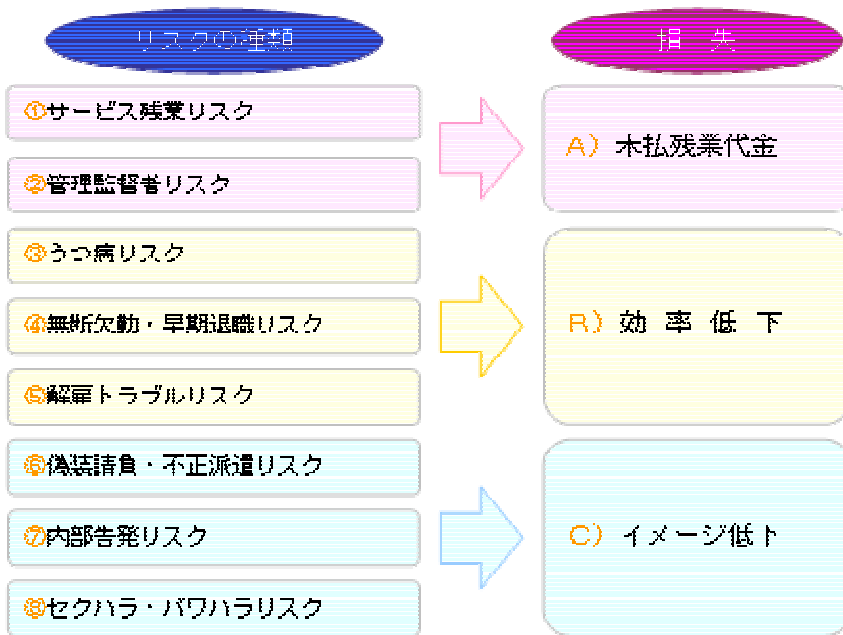 リスクの種類
損 失
①サービス残業リスク
②管理監督者リスク
A) 未払残業代金
③うつ病リスク
④無断欠勤・早期退職リスク
⑤解雇トラブルリスク
B) 効 率 低 下
⑥偽装請負・不正派遣リスク
⑦内部告発リスク
⑧セクハラ・パワハラリスク
C) イメージ低下